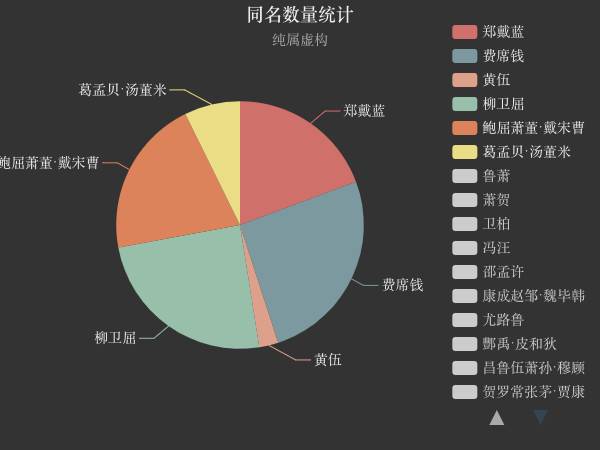 同名数量统计
纯属虚构
郑戴蓝
费席钱
黄伍
柳卫屈
鲍屈萧董·戴宋曹
葛孟贝·汤董米
郑戴蓝
费席钱
黄伍
柳卫屈
鲍屈萧董·戴宋曹
葛孟贝·汤董米
鲁萧
萧贺
卫柏
冯汪
邵孟许
康成赵邹·魏毕韩
尤路鲁
酆禹·皮和狄
昌鲁伍萧孙·穆顾
贺罗常张茅·贾康